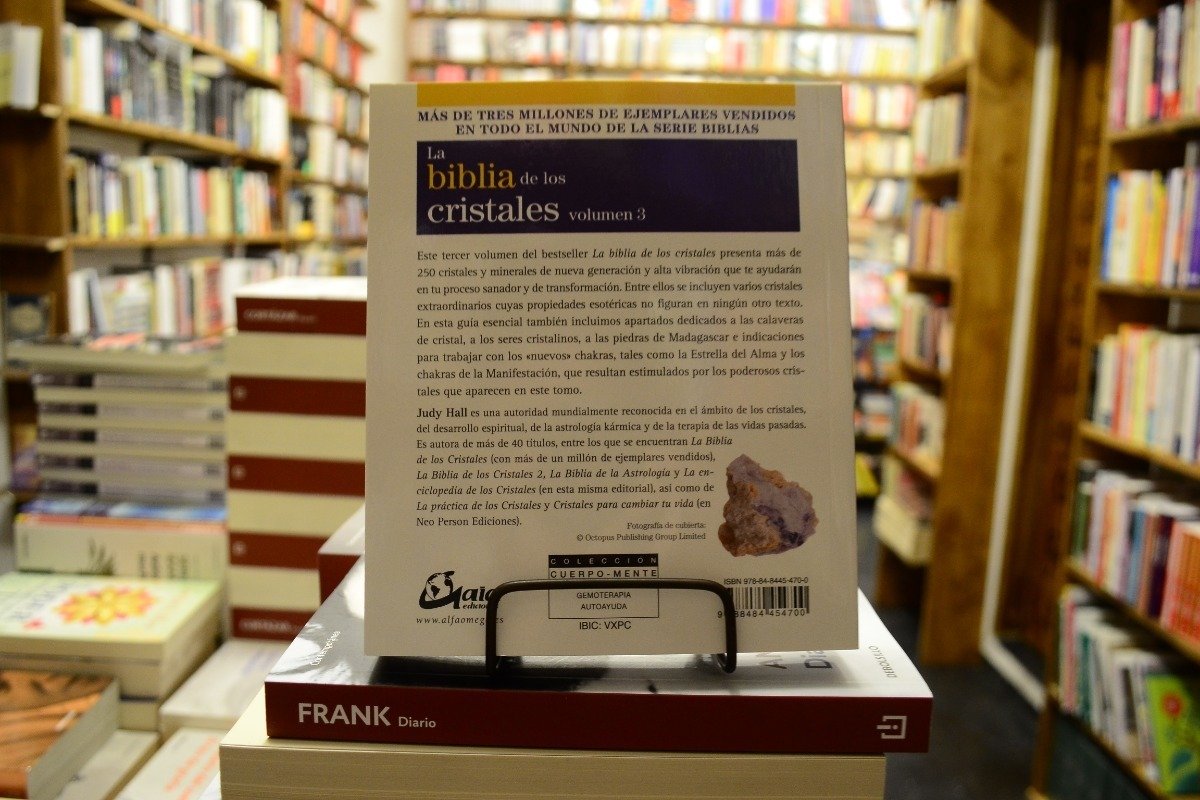 MÁS DE TRES MILLONES DE EJEMPLARES VENDIDOS
EN TODO EL MUNDO DE LA SERIE BIBLIAS
La
biblia de los
cristales volumen 3
Este tercer volumen del bestseller La biblia de los cristales presenta más de
250 cristales y minerales de nueva generación y alta vibración que te ayudarán
en tu proceso sanador y de transformación. Entre ellos se incluyen varios cristales
extraordinarios cuyas propiedades esotéricas no figuran en ningún otro texto.
En esta guía esencial también incluimos apartados dedicados a las calaveras
de cristal, a los seres cristalinos, a las piedras de Madagascar e indicaciones
para trabajar con los «nuevos» chakras, tales como la Estrella del Alma y los
chakras de la Manifestación, que resultan estimulados por los poderosos cris-
tales que aparecen en este tomo.
Judy Hall es una autoridad mundialmente reconocida en el ámbito de los cristales,
del desarrollo espiritual, de la astrología kármica y de la terapia de las vidas pasadas.
Es autora de más de 40 títulos, entre los que se encuentran La Biblia
de los Cristales (con más de un millón de ejemplares vendidos),
La Biblia de los Cristales 2, La Biblia de la Astrología y La en-
ciclopedia de los Cristales (en esta misma editorial), así como de
La práctica de los Cristales y Cristales para cambiar tu vida (en
Neo Person Ediciones).
Fotografía de cubierta:
© Octopus Publishing Group Limited
COLECCIÓN
CUERPO-MENTE
GEMOTERAPIA
AUTOAYUDA
IBIC: VXPC
Gaia
www.alfaomeg
ISBN 978-84-8445-470-0
88484 454700
FRANK Diario